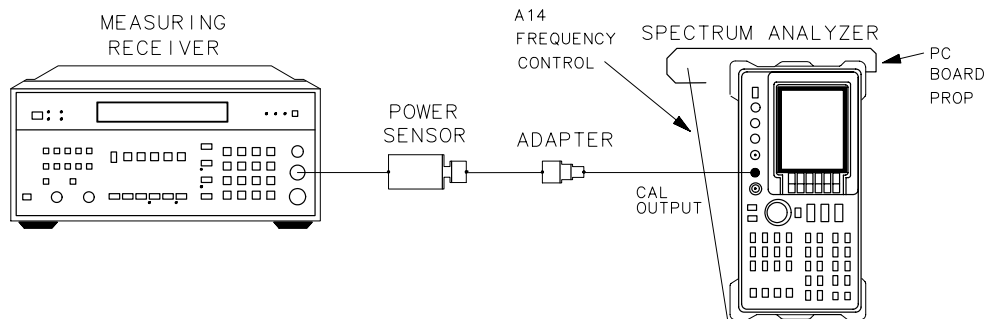 MEASURING
RECEIVER
POWER
SENSOR
ADAPTER
A14
FREQUENCY
CONTROL
SPECTRUM ANALYZER
PC
BOARD
PROP
CAL
OUTPUT